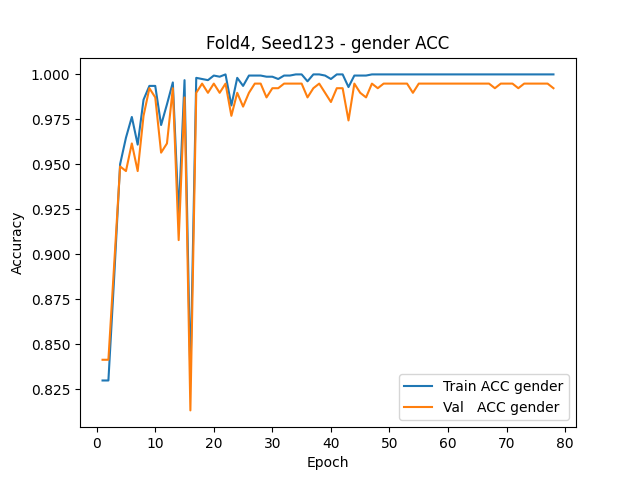 Fold4, Seed123 - gender ACC
1.000
0.975
0.950
0.925
0.900
0.875
0.850
0.825
Accuracy
0 10 20 30 40 50 60 70 80
Epoch
Train ACC gender
Val   ACC gender